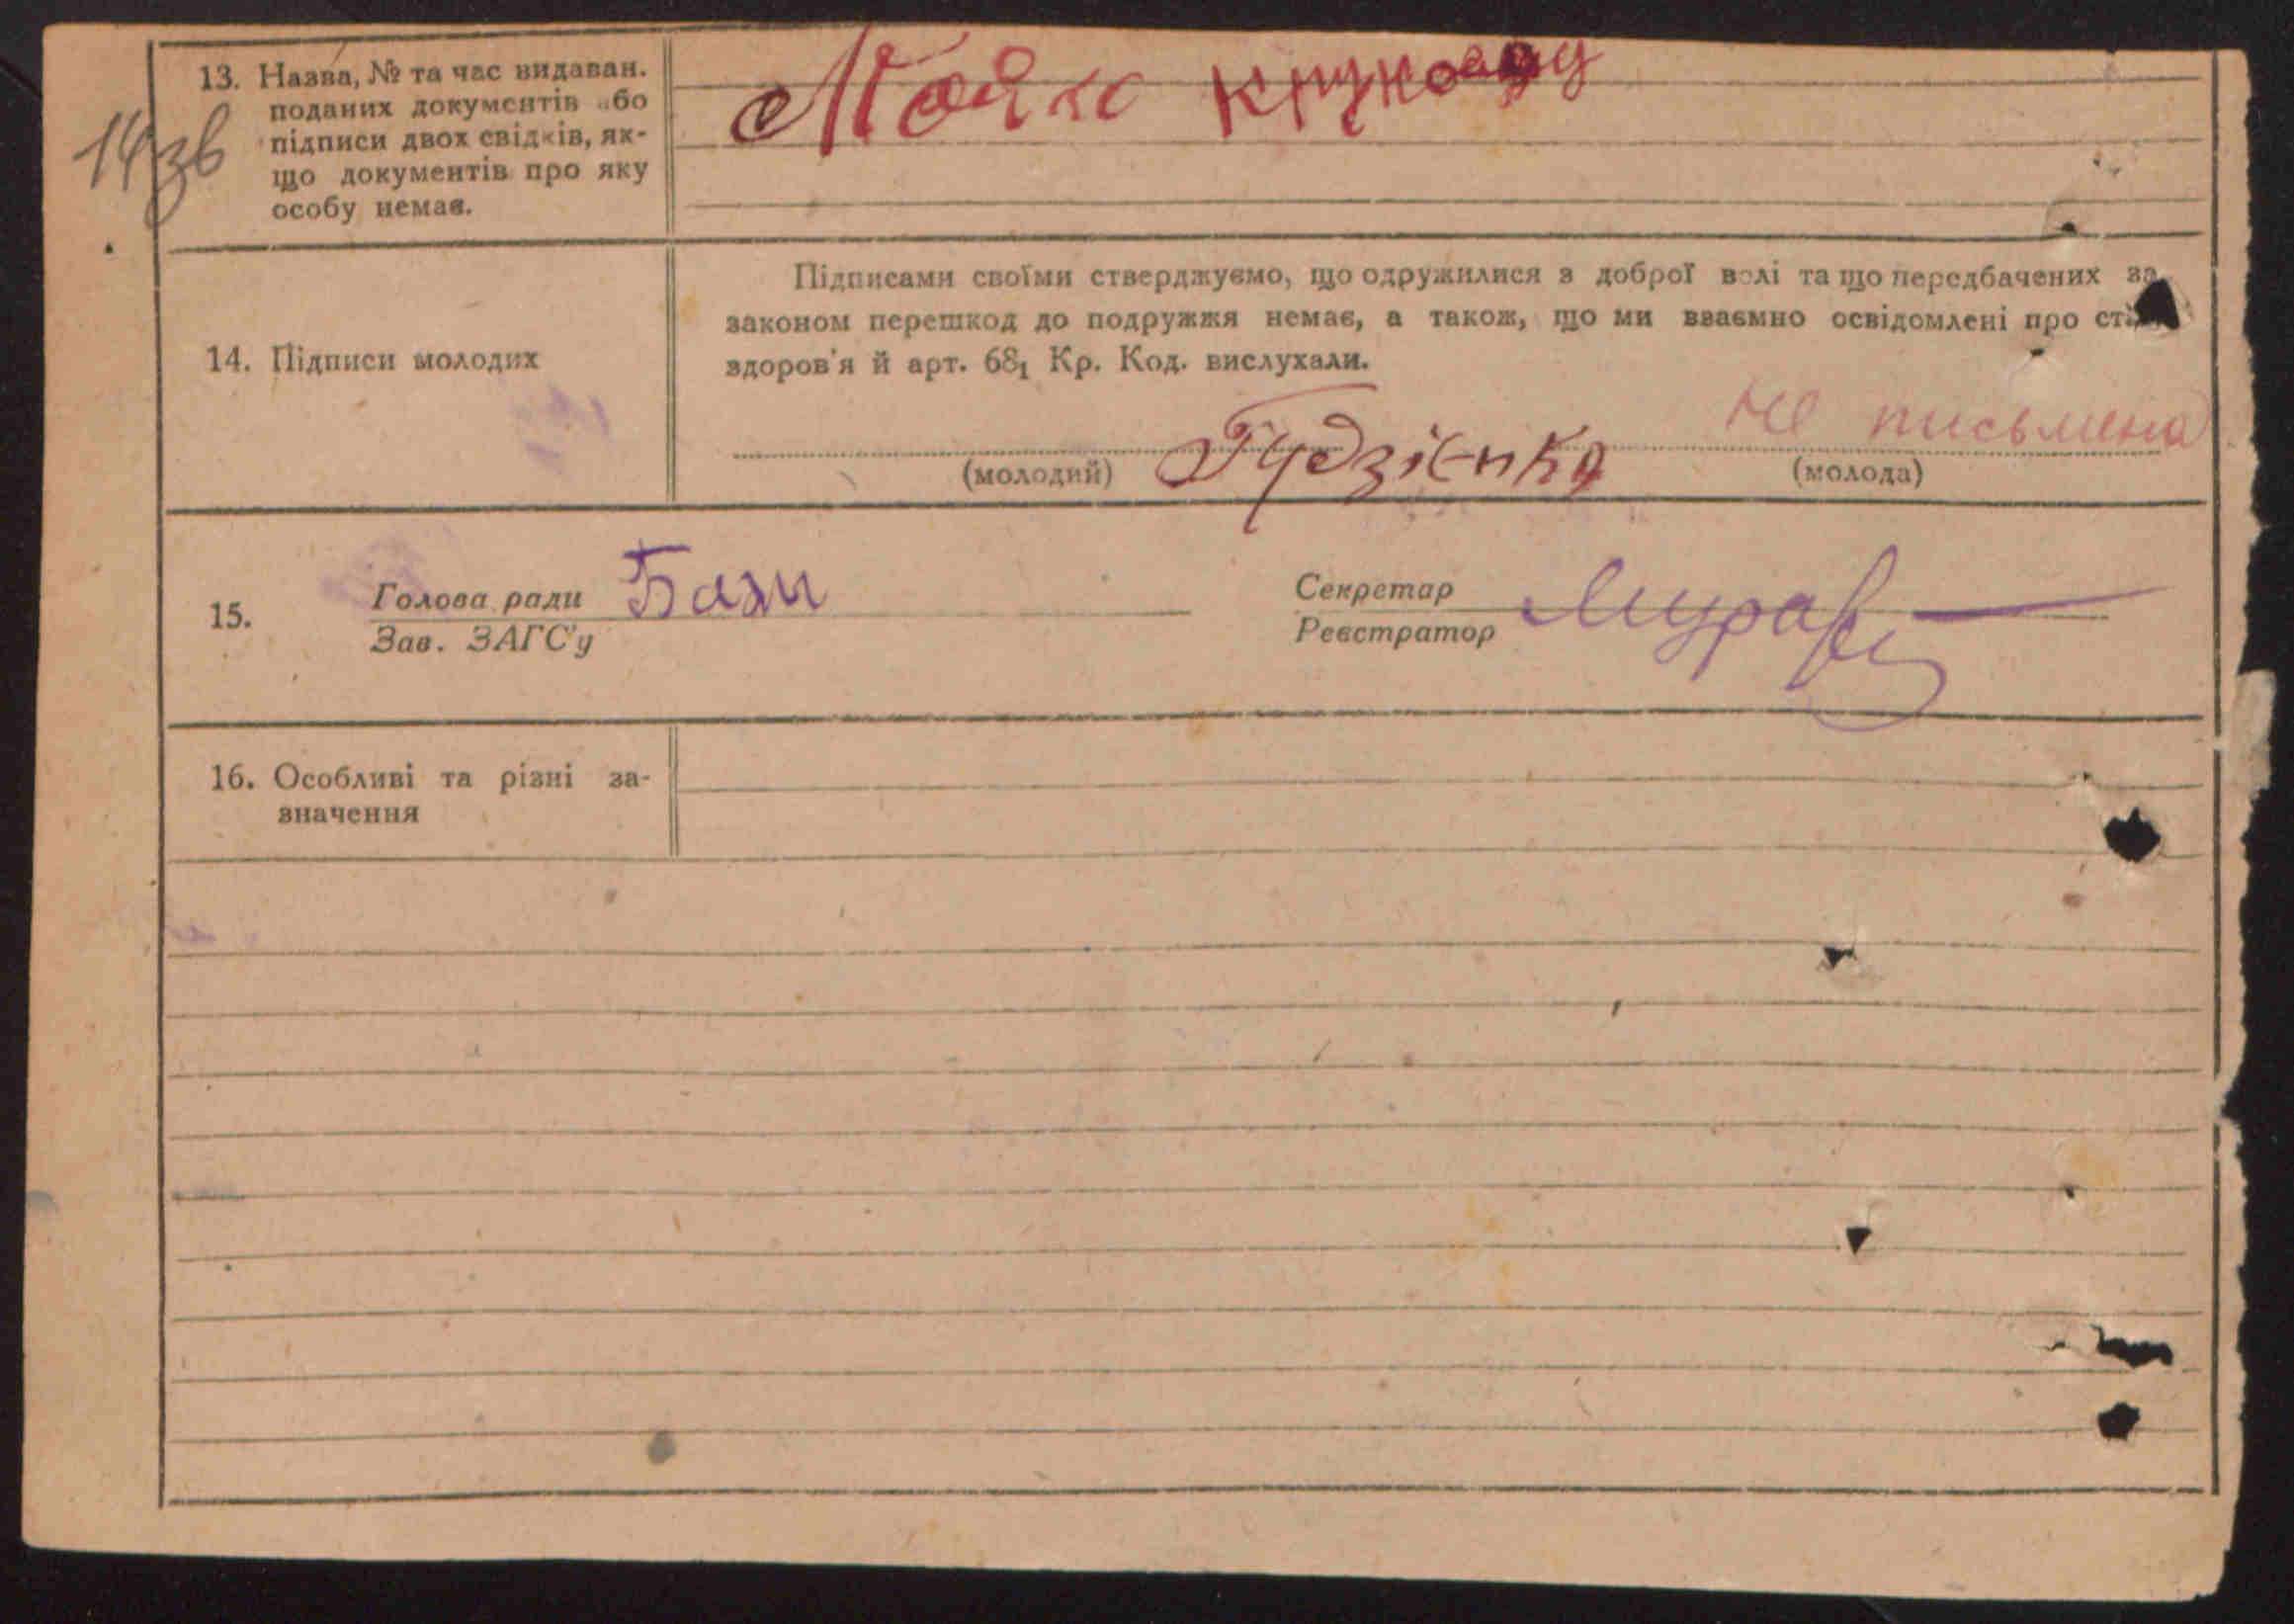 14зв
13. Назва, № та час видаван.
поданих документів або
підписи двох свідків, як-
що документів про яку
особу немає.
14. Підписи молодих
Підписами своїми стверджуємо, що одружилися з доброї волі та що передбачених за
законом перешкод до подружжя немає, а також, що ми взаємно освідомлені про ст
здоров'я й арт. 68₁ Кр. Код. вислухали.
Гудзієнко
не письмена
(молодий)
(молода)
15.
Голова ради
Зав. ЗАГС'у
Секретар
Реєстратор
16. Особливі та різні за-
значення